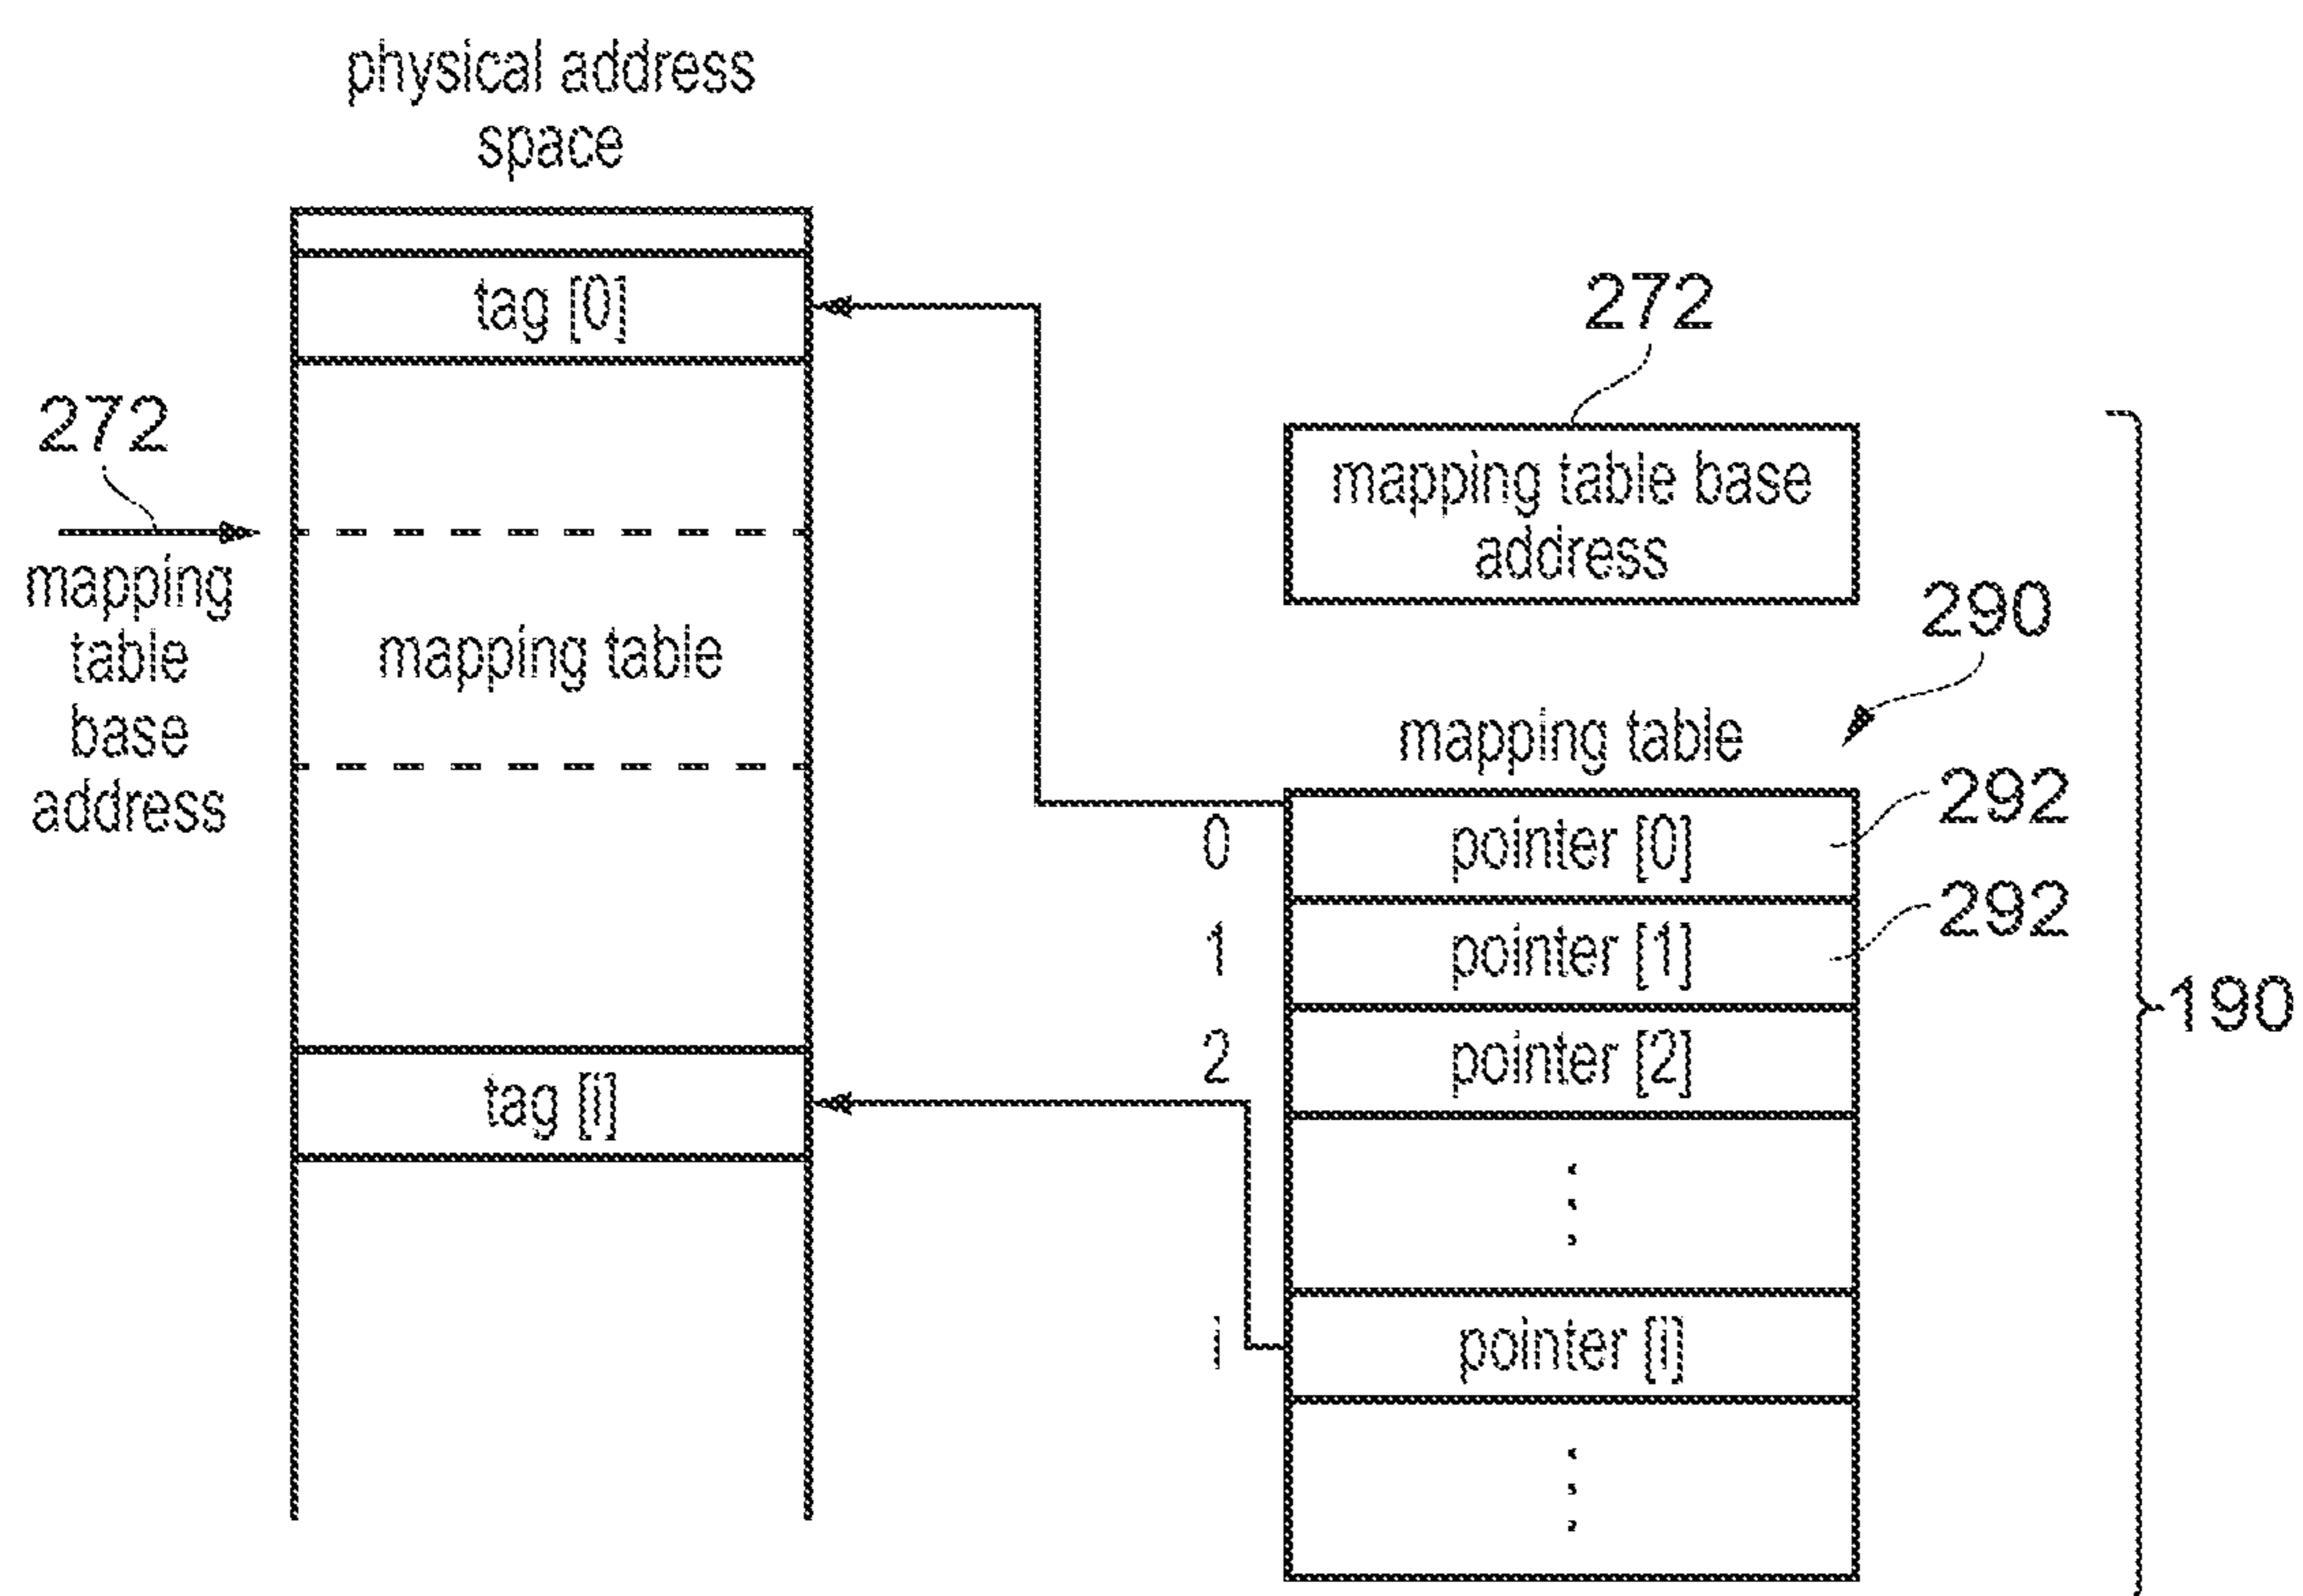 physical address
space
tag [0]
272
mapping
table
base
address
mapping table
tag [i]
272
mapping table base
address
290
mapping table
0
pointer [0]
292
1
pointer [1]
292
2
pointer [2]
190
i
pointer [i]